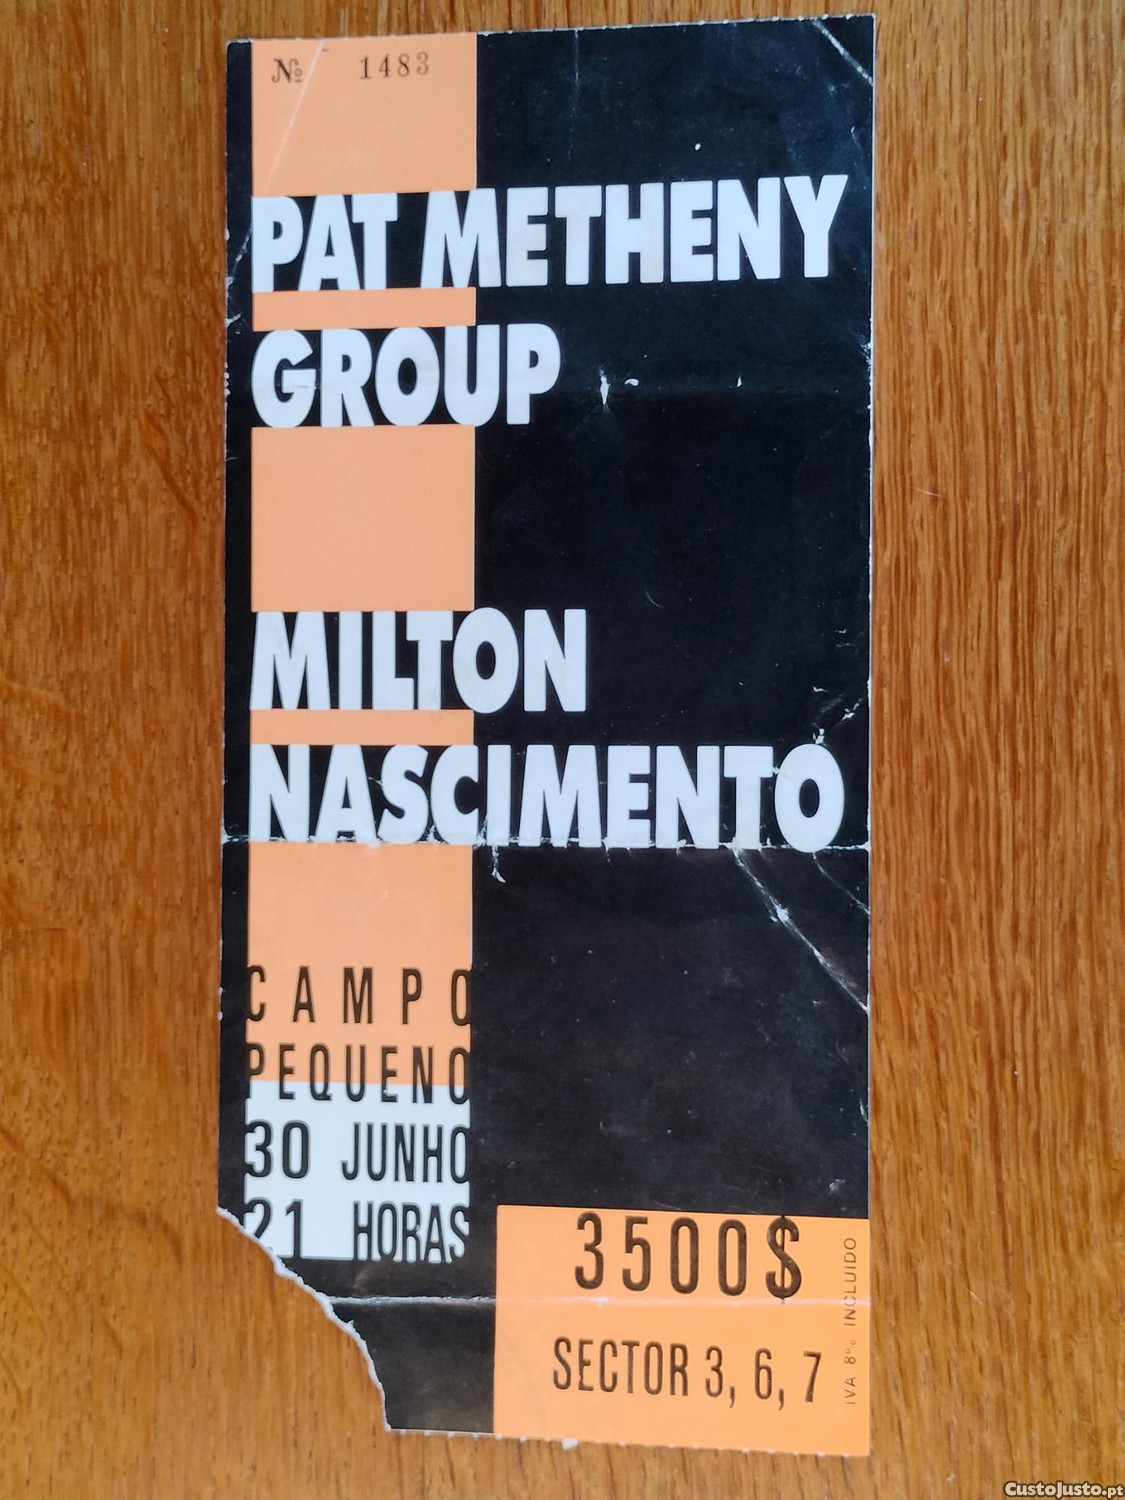 Nº 1483
PAT METHENY
GROUP
MILTON
NASCIMENTO
CAMPO
PEQUENO
30 JUNHO
21 HORAS
3500$
SECTOR 3, 6, 7
IVA 8% INCLUIDO
CustoJusto.pt